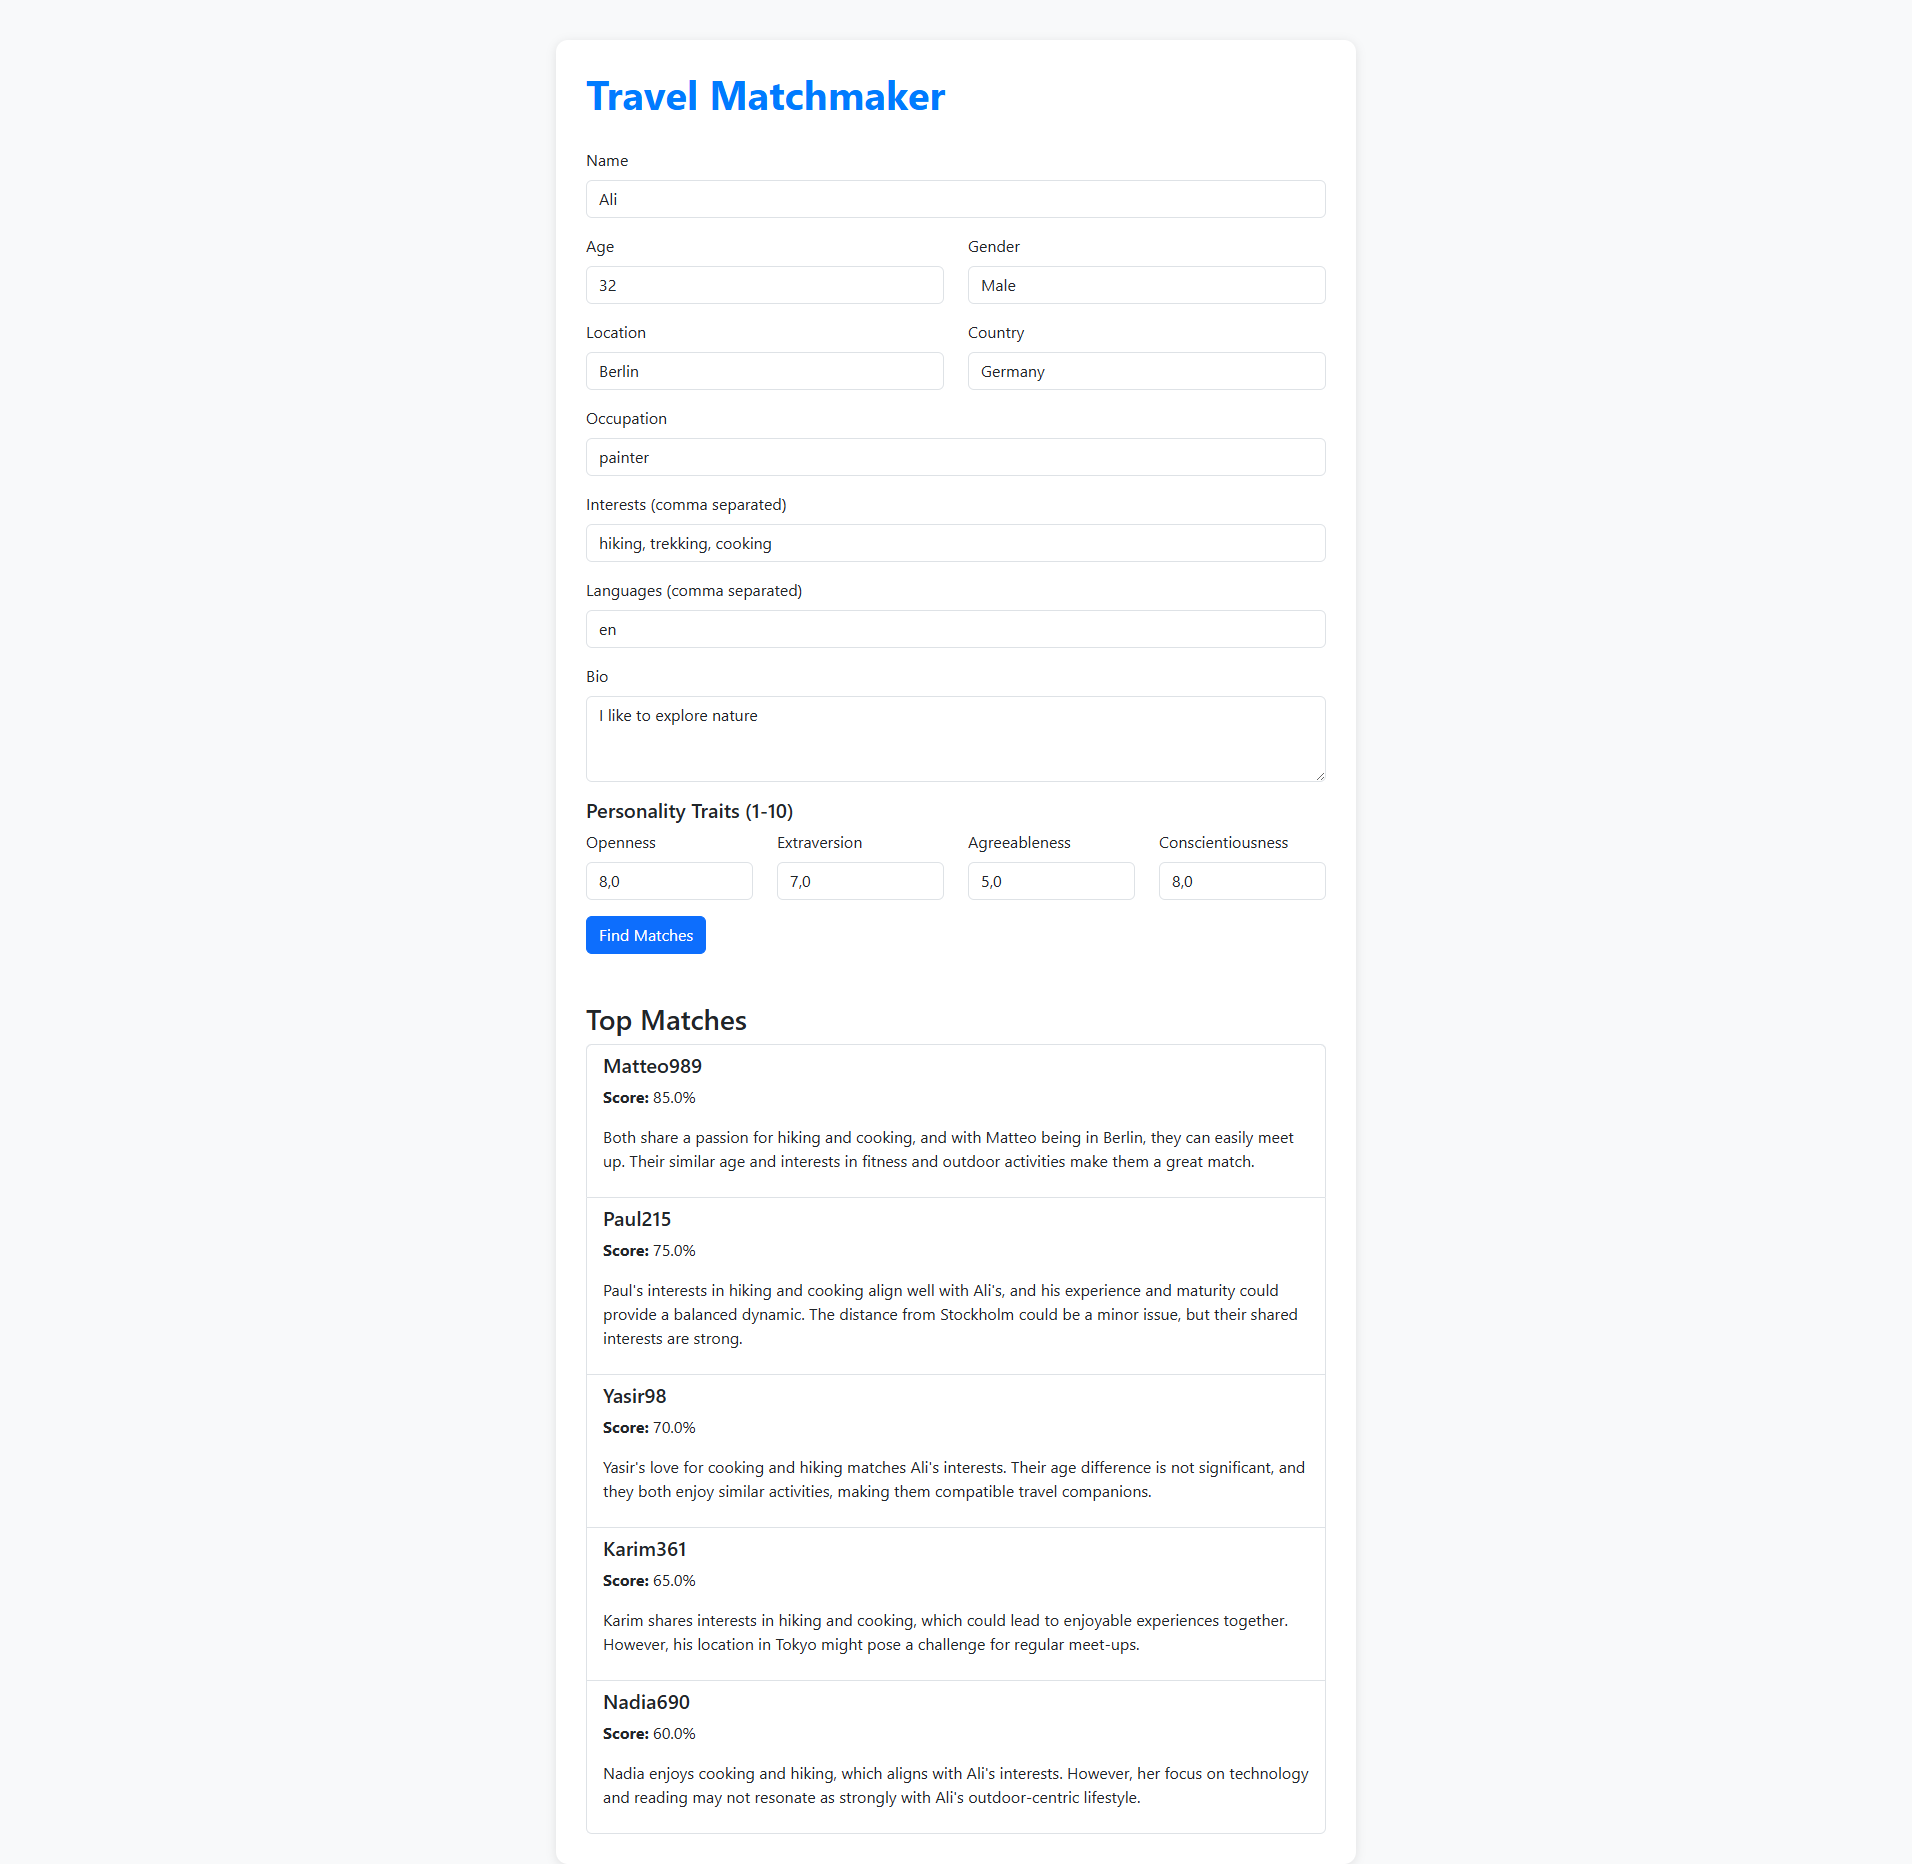 Travel Matchmaker
Name
Ali
Age
Gender
32
Male
Location
Country
Berlin
Germany
Occupation
painter
Interests (comma separated)
hiking, trekking, cooking
Languages (comma separated)
en
Bio
I like to explore nature
Personality Traits (1-10)
Openness
Extraversion
Agreeableness
Conscientiousness
8,0
7,0
5,0
8,0
Find Matches
Top Matches
Matteo989
Score: 85.0%
Both share a passion for hiking and cooking, and with Matteo being in Berlin, they can easily meet
up. Their similar age and interests in fitness and outdoor activities make them a great match.
Paul215
Score: 75.0%
Paul's interests in hiking and cooking align well with Ali's, and his experience and maturity could
provide a balanced dynamic. The distance from Stockholm could be a minor issue, but their shared
interests are strong.
Yasir98
Score: 70.0%
Yasir's love for cooking and hiking matches Ali's interests. Their age difference is not significant, and
they both enjoy similar activities, making them compatible travel companions.
Karim361
Score: 65.0%
Karim shares interests in hiking and cooking, which could lead to enjoyable experiences together.
However, his location in Tokyo might pose a challenge for regular meet-ups.
Nadia690
Score: 60.0%
Nadia enjoys cooking and hiking, which aligns with Ali's interests. However, her focus on technology
and reading may not resonate as strongly with Ali's outdoor-centric lifestyle.